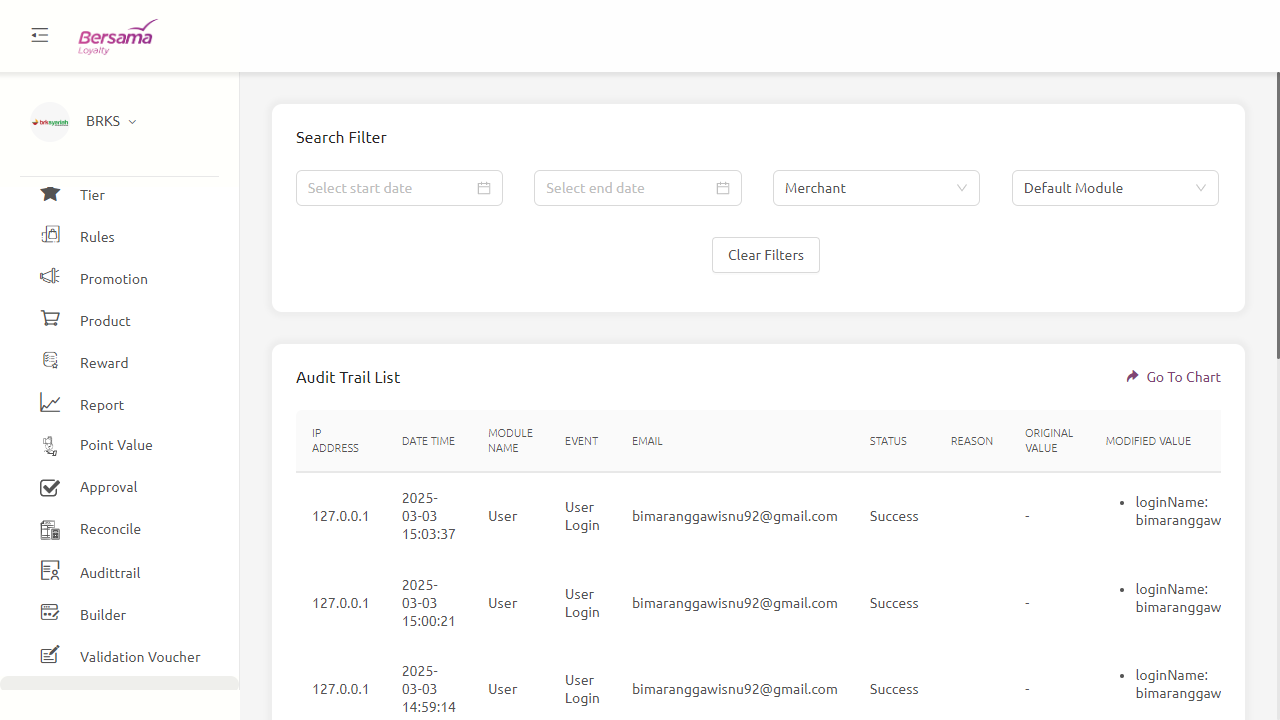 Bersama
Loyalty
brksyariah
BRKS
Tier
Rules
Promotion
Product
Reward
Report
Point Value
Approval
Reconcile
Audittrail
Builder
Validation Voucher
Search Filter
Select start date
Select end date
Merchant
Default Module
Clear Filters
Audit Trail List
Go To Chart
IP ADDRESS DATE TIME MODULE NAME EVENT EMAIL STATUS REASON ORIGINAL VALUE MODIFIED VALUE
127.0.0.1 2025-03-03 15:03:37 User User Login bimaranggawisnu92@gmail.com Success - • loginName: bimaranggaw
127.0.0.1 2025-03-03 15:00:21 User User Login bimaranggawisnu92@gmail.com Success - • loginName: bimaranggaw
127.0.0.1 2025-03-03 14:59:14 User User Login bimaranggawisnu92@gmail.com Success - • loginName: bimaranggaw